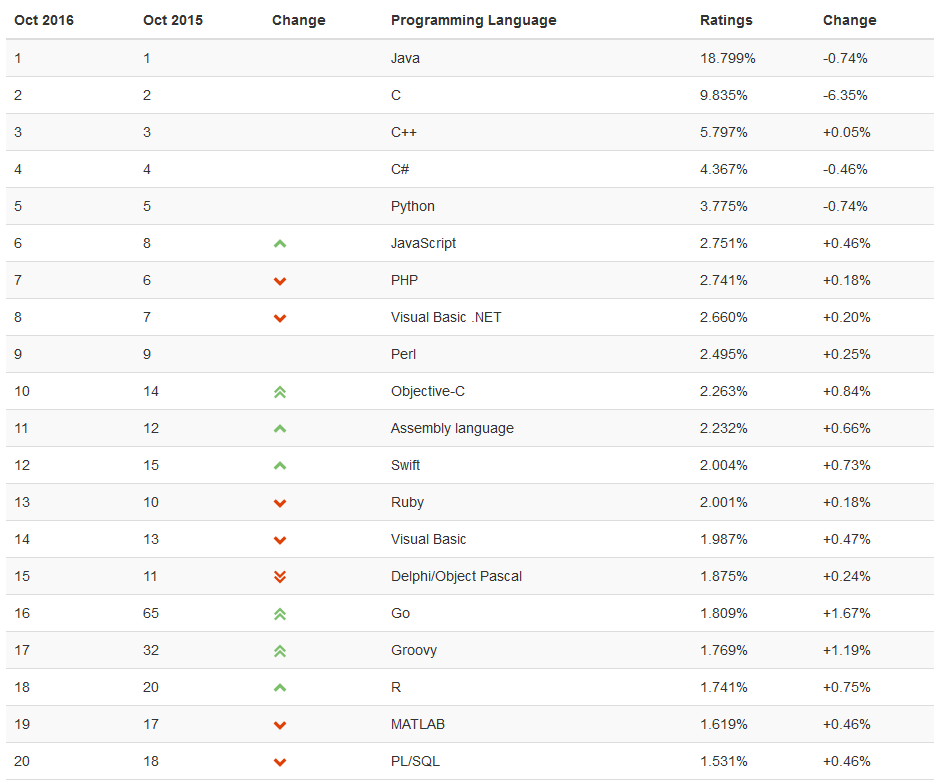 Oct 2016 Oct 2015 Change Programming Language Ratings Change
1 1 Java 18.799% -0.74%
2 2 C 9.835% -6.35%
3 3 C++ 5.797% +0.05%
4 4 C# 4.367% -0.46%
5 5 Python 3.775% -0.74%
6 8 JavaScript 2.751% +0.46%
7 6 PHP 2.741% +0.18%
8 7 Visual Basic .NET 2.660% +0.20%
9 9 Perl 2.495% +0.25%
10 14 Objective-C 2.263% +0.84%
11 12 Assembly language 2.232% +0.66%
12 15 Swift 2.004% +0.73%
13 10 Ruby 2.001% +0.18%
14 13 Visual Basic 1.987% +0.47%
15 11 Delphi/Object Pascal 1.875% +0.24%
16 65 Go 1.809% +1.67%
17 32 Groovy 1.769% +1.19%
18 20 R 1.741% +0.75%
19 17 MATLAB 1.619% +0.46%
20 18 PL/SQL 1.531% +0.46%